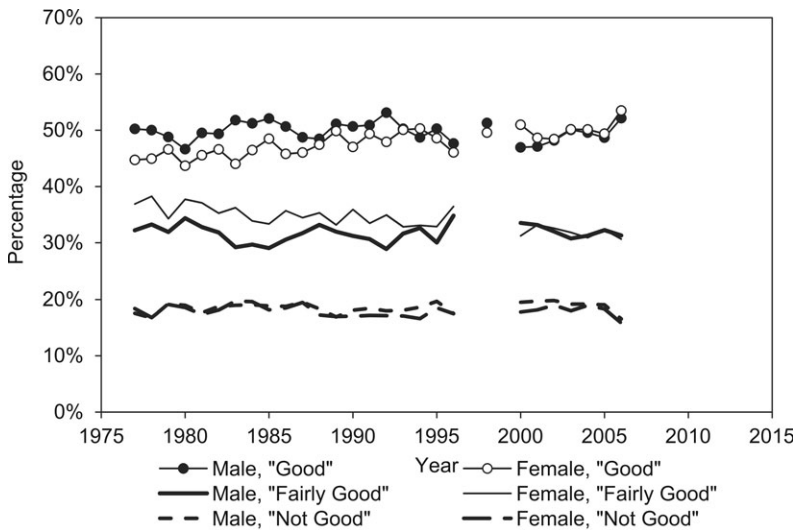 70%
60%
50%
40%
30%
20%
10%
0%
Percentage
1975 1980 1985 1990 1995 2000 2005 2010 2015
Year
Male, "Good" Female, "Good"
Male, "Fairly Good" Female, "Fairly Good"
Male, "Not Good" Female, "Not Good"